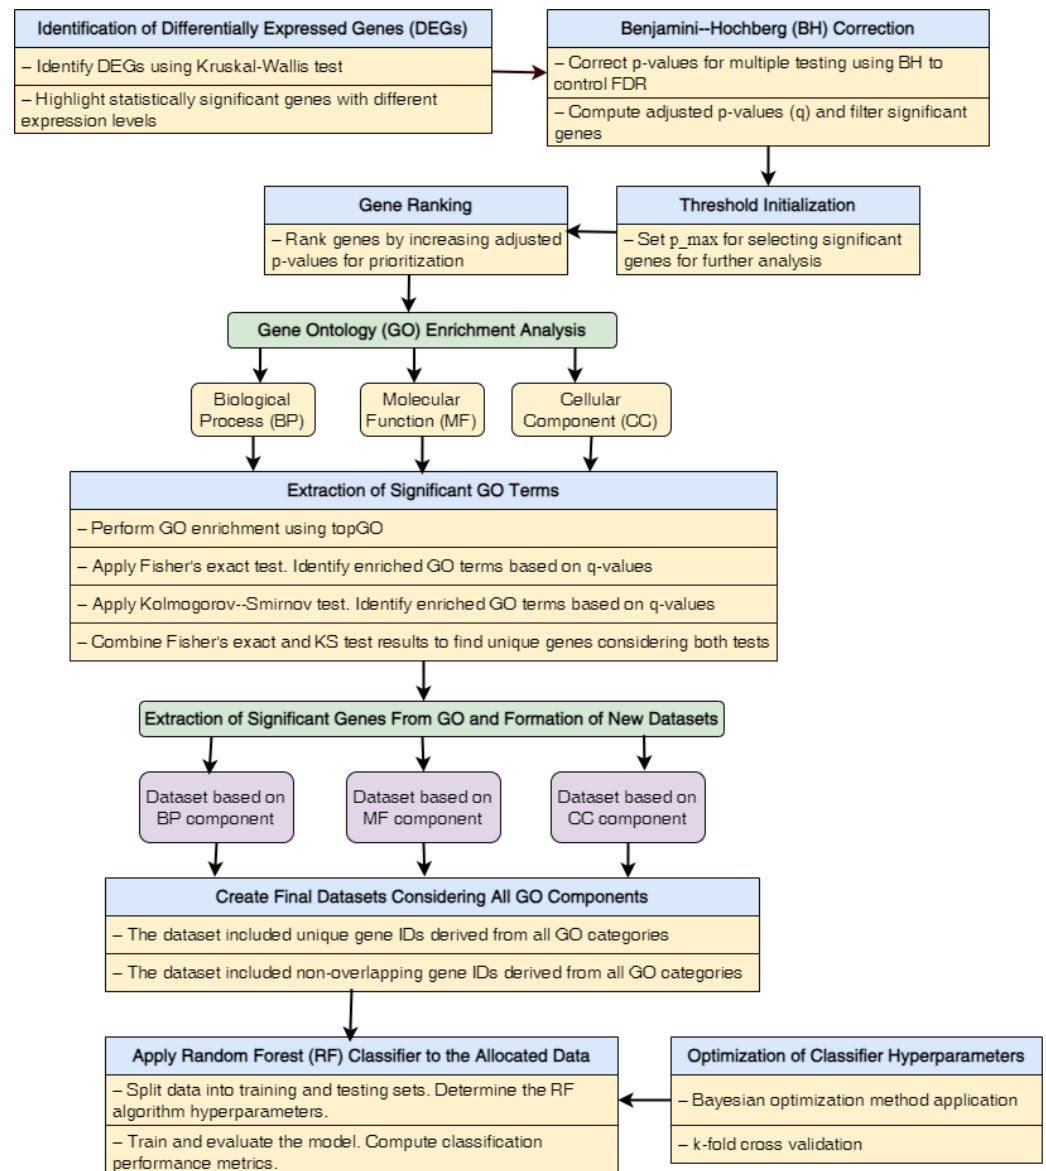 Identification of Differentially Expressed Genes (DEGs)
– Identify DEGs using Kruskal-Wallis test
– Highlight statistically significant genes with different
expression levels
Benjamini--Hochberg (BH) Correction
– Correct p-values for multiple testing using BH to
control FDR
– Compute adjusted p-values (q) and filter significant
genes
Threshold Initialization
– Set p_max for selecting significant
genes for further analysis
Gene Ranking
– Rank genes by increasing adjusted
p-values for prioritization
Gene Ontology (GO) Enrichment Analysis
Biological
Process (BP)
Molecular
Function (MF)
Cellular
Component (CC)
Extraction of Significant GO Terms
– Perform GO enrichment using topGO
– Apply Fisher's exact test. Identify enriched GO terms based on q-values
– Apply Kolmogorov--Smirnov test. Identify enriched GO terms based on q-values
– Combine Fisher's exact and KS test results to find unique genes considering both tests
Extraction of Significant Genes From GO and Formation of New Datasets
Dataset based on
BP component
Dataset based on
MF component
Dataset based on
CC component
Create Final Datasets Considering All GO Components
– The dataset included unique gene IDs derived from all GO categories
– The dataset included non-overlapping gene IDs derived from all GO categories
Apply Random Forest (RF) Classifier to the Allocated Data
– Split data into training and testing sets. Determine the RF
algorithm hyperparameters.
– Train and evaluate the model. Compute classification
performance metrics.
Optimization of Classifier Hyperparameters
– Bayesian optimization method application
– k-fold cross validation